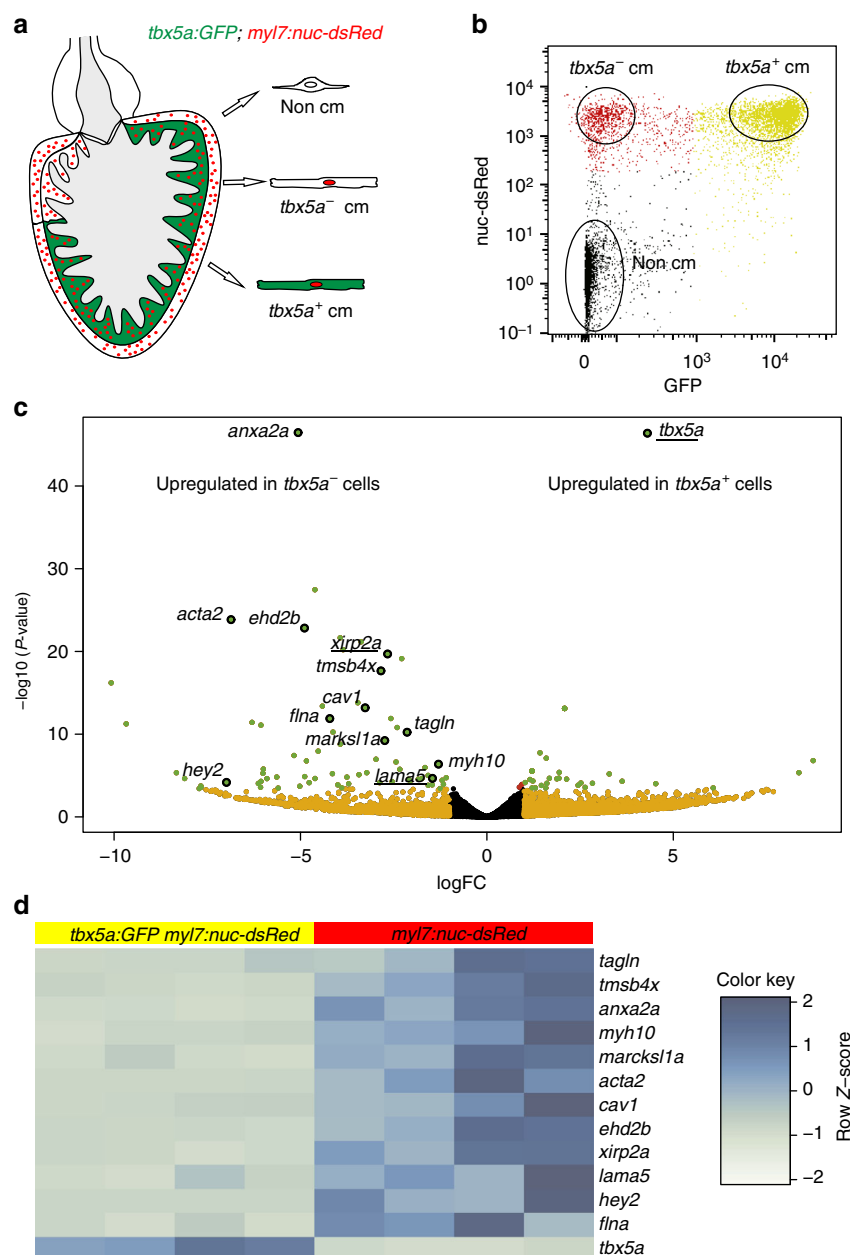 a
tbx5a:GFP; myl7:nuc-dsRed
Non cm
tbx5a− cm
tbx5a+ cm
b
tbx5a− cm
tbx5a+ cm
Non cm
10⁴
10³
10²
10¹
10⁰
10⁻¹
nuc-dsRed
0
10³
10⁴
GFP
c
anxa2a
tbx5a
Upregulated in tbx5a− cells
Upregulated in tbx5a+ cells
acta2
ehd2b
xirp2a
tmsb4x
cav1
flna
tagln
marksl1a
myh10
hey2
lama5
40
30
20
10
0
−log10 (P-value)
−10
−5
0
5
logFC
d
tbx5a:GFP myl7:nuc-dsRed
myl7:nuc-dsRed
tagln
tmsb4x
anxa2a
myh10
marcksl1a
acta2
cav1
ehd2b
xirp2a
lama5
hey2
flna
tbx5a
Color key
2
1
0
−1
−2
Row Z-score